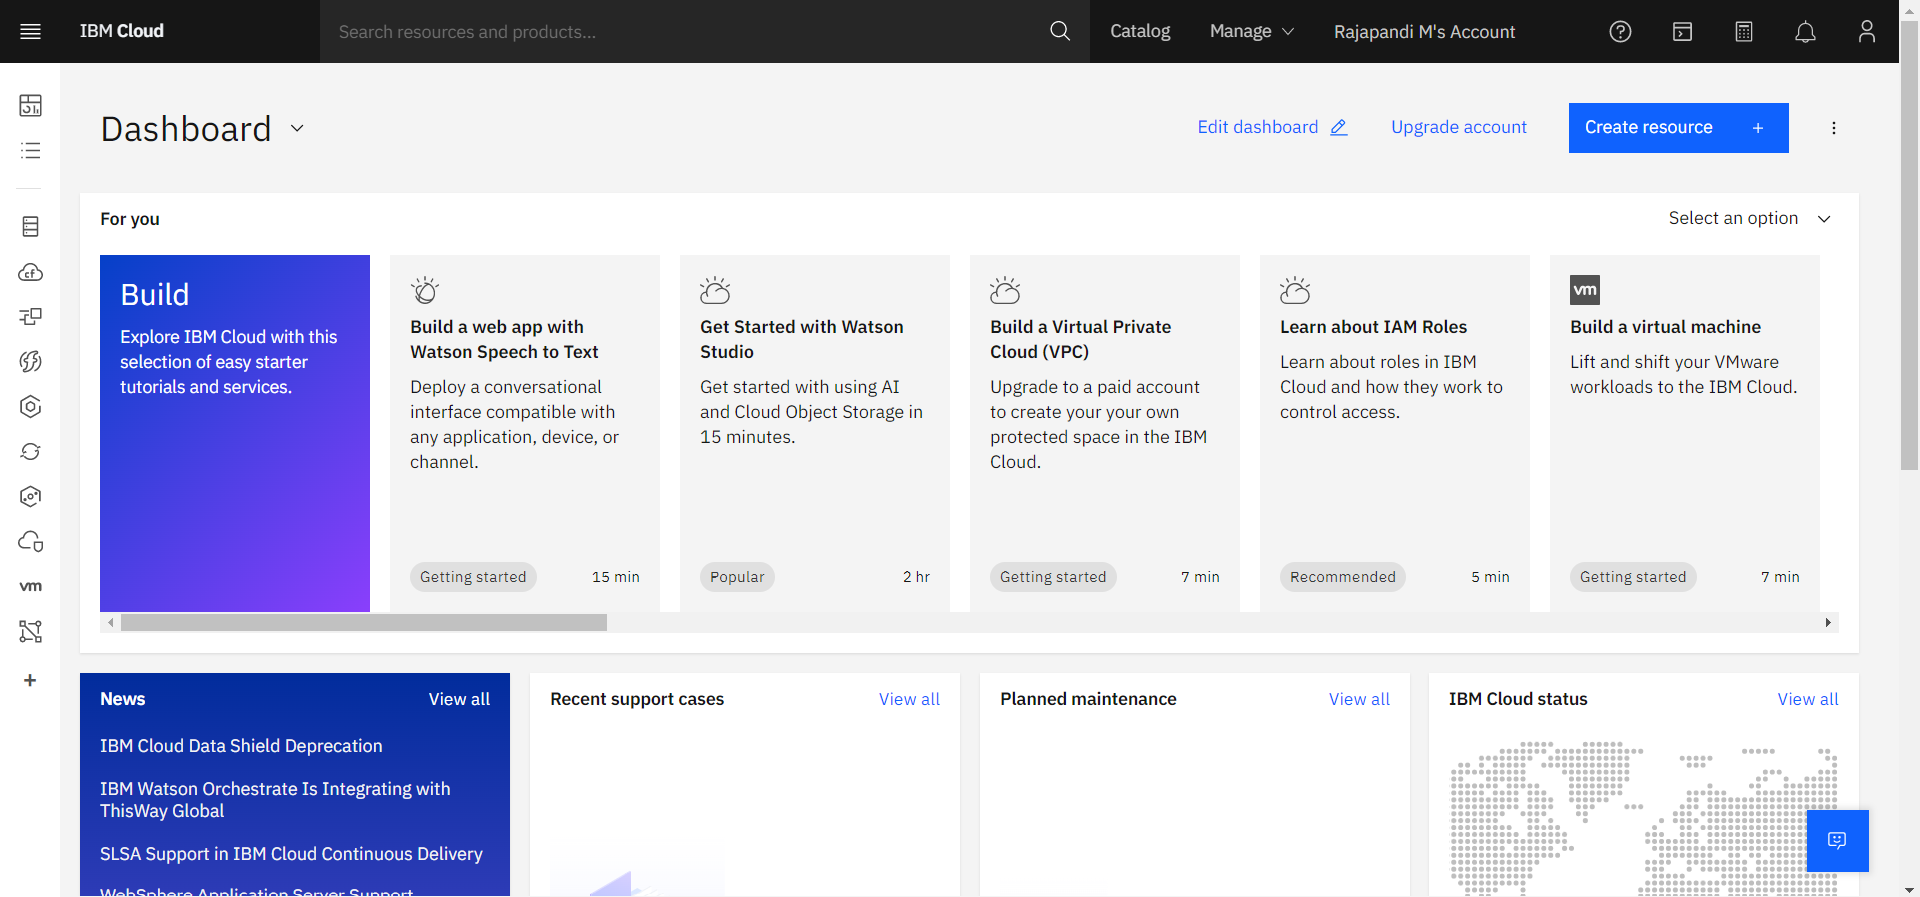 IBM Cloud
Search resources and products...
Catalog
Manage
Rajapandi M's Account
Dashboard
Edit dashboard
Upgrade account
Create resource +
For you
Select an option
Build
Explore IBM Cloud with this
selection of easy starter
tutorials and services.
Build a web app with
Watson Speech to Text
Deploy a conversational
interface compatible with
any application, device, or
channel.
Getting started
15 min
Get Started with Watson
Studio
Get started with using AI
and Cloud Object Storage in
15 minutes.
Popular
2 hr
Build a Virtual Private
Cloud (VPC)
Upgrade to a paid account
to create your your own
protected space in the IBM
Cloud.
Getting started
7 min
Learn about IAM Roles
Learn about roles in IBM
Cloud and how they work to
control access.
Recommended
5 min
vm
Build a virtual machine
Lift and shift your VMware
workloads to the IBM Cloud.
Getting started
7 min
cf
vm
+
News
View all
IBM Cloud Data Shield Deprecation
IBM Watson Orchestrate Is Integrating with
ThisWay Global
SLSA Support in IBM Cloud Continuous Delivery
WebSphere Application Server Support
Recent support cases
View all
Planned maintenance
View all
IBM Cloud status
View all